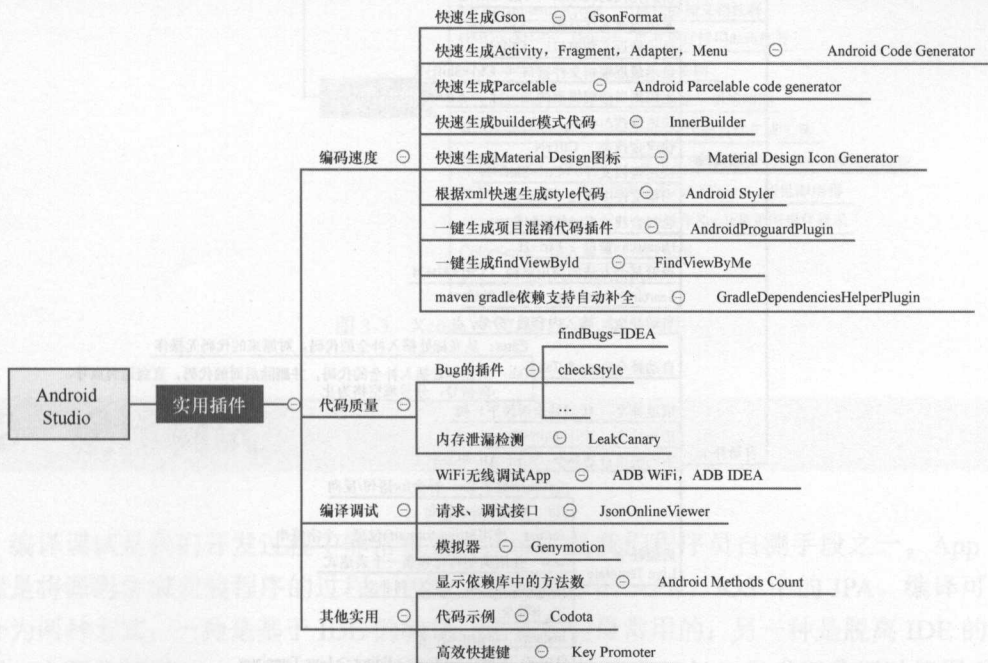 快速生成Gson GsonFormat
快速生成Activity，Fragment，Adapter，Menu Android Code Generator
快速生成Parcelable Android Parcelable code generator
快速生成builder模式代码 InnerBuilder
编码速度 快速生成Material Design图标 Material Design Icon Generator
根据xml快速生成style代码 Android Styler
一键生成项目混淆代码插件 AndroidProguardPlugin
一键生成findViewById FindViewByMe
maven gradle依赖支持自动补全 GradleDependenciesHelperPlugin
findBugs-IDEA
Bug的插件 checkStyle
...
Android
Studio
实用插件
代码质量
内存泄漏检测 LeakCanary
WiFi无线调试App ADB WiFi，ADB IDEA
编译调试 请求、调试接口 JsonOnlineViewer
模拟器 Genymotion
显示依赖库中的方法数 Android Methods Count
其他实用 代码示例 Codota
高效快捷键 Key Promoter